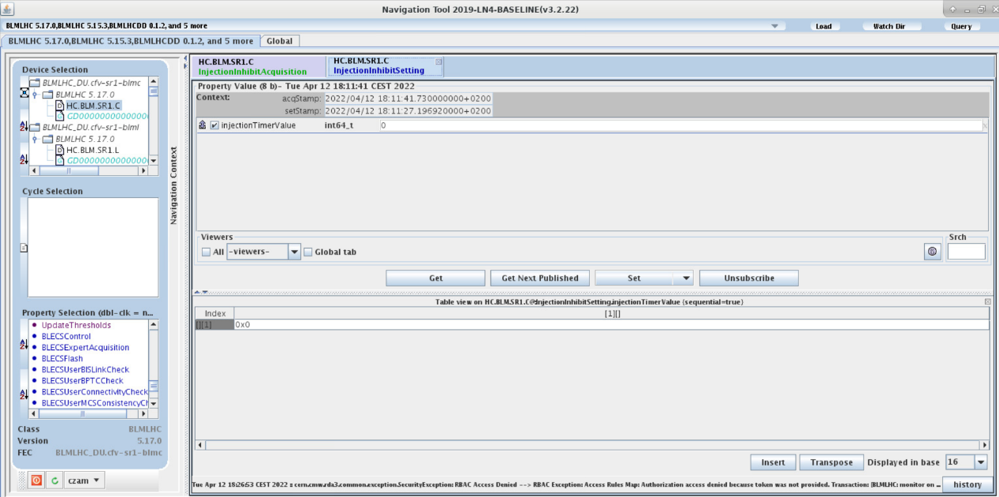 Navigation Tool 2019-LN4-BASELINE(v3.2.22)
BLMLHC 5.17.0,BLMLHC 5.15.3,BLMLHCDD 0.1.2, and 5 more
Load
Watch Dir
Query
BLMLHC 5.17.0,BLMLHC 5.15.3,BLMLHCDD 0.1.2, and 5 more
Global
Device Selection
BLMLHC_DU.cfv-sr1-blmc
BLMLHC 5.17.0
HC.BLM.SR1.C
BLMLHC_DU.cfv-sr1-blml
BLMLHC 5.17.0
HC.BLM.SR1.L
Cycle Selection
Property Selection (dbl-clk = n...
UpdateThresholds
BLECSControl
BLECSExpertAcquisition
BLECSFlash
BLECSUserBISLinkCheck
BLECSUserBPTCCheck
BLECSUserConnectivityCheck
BLECSUserMCSConsistencyCh
Class BLMLHC
Version 5.17.0
FEC BLMLHC_DU.cfv-sr1-blmc
czam
Navigation Context
HC.BLM.SR1.C
InjectionInhibitAcquisition
HC.BLM.SR1.C
InjectionInhibitSetting
Property Value (8 b)- Tue Apr 12 18:11:41 CEST 2022
Context: acqStamp: 2022/04/12 18:11:41.730000000+0200
setStamp: 2022/04/12 18:11:27.196920000+0200
injectionTimerValue int64_t 0
Viewers
All -viewers- Global tab
Srch
Get
Get Next Published
Set
Unsubscribe
Table view on HC.BLM.SR1.C@InjectionInhibitSetting.injectionTimerValue (sequential=true)
Index [1][]
[][1] 0x0
Insert
Transpose
Displayed in base 16
Tue Apr 12 18:26:53 CEST 2022 :: cern.cmw.rda3.common.exception.SecurityException: RBAC Access Denied --> RBAC Exception: Access Rules Map: Authorization access denied because token was not provided. Transaction: [BLMLHC: monitor on ...
history